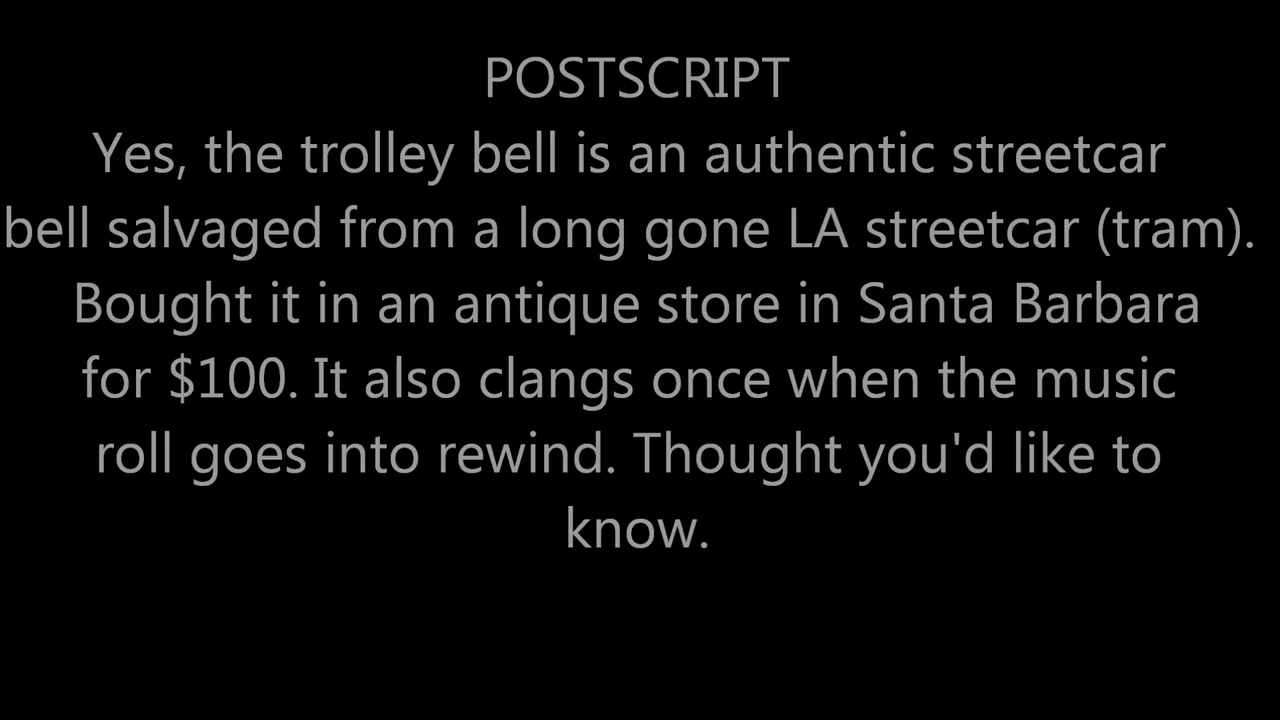 POSTSCRIPT
Yes, the trolley bell is an authentic streetcar
bell salvaged from a long gone LA streetcar (tram).
Bought it in an antique store in Santa Barbara
for $100. It also clangs once when the music
roll goes into rewind. Thought you'd like to
know.